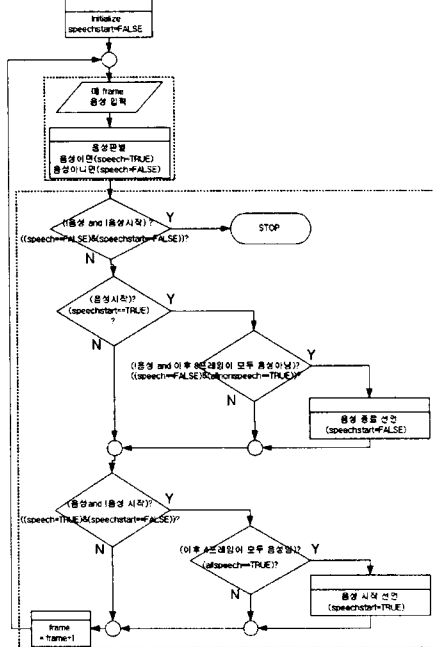 Initialize
speechstart=FALSE
매 frame
음성 입력
음성판별
음성이면(speech=TRUE)
음성아니면(speech=FALSE)
(!음성 and !음성시작) ?
((speech==FALSE)&(speechstart==FALSE))?
Y
STOP
N
(음성시작)?
(speechstart==TRUE)
?
Y
N
(!음성 and 이후 8프레임이 모두 음성아님)?
((speech==FALSE)&(allnonspeech==TRUE))?
Y
N
음성 종료 선언
(speechstart=FALSE)
(음성and !음성 시작)?
((speech=TRUE)&(speechstart==FALSE))?
Y
N
(이후 4프레임이 모두 음성임)?
(allspeech==TRUE)?
Y
N
음성 시작 선언
(speechstart=TRUE)
frame
= frame+1